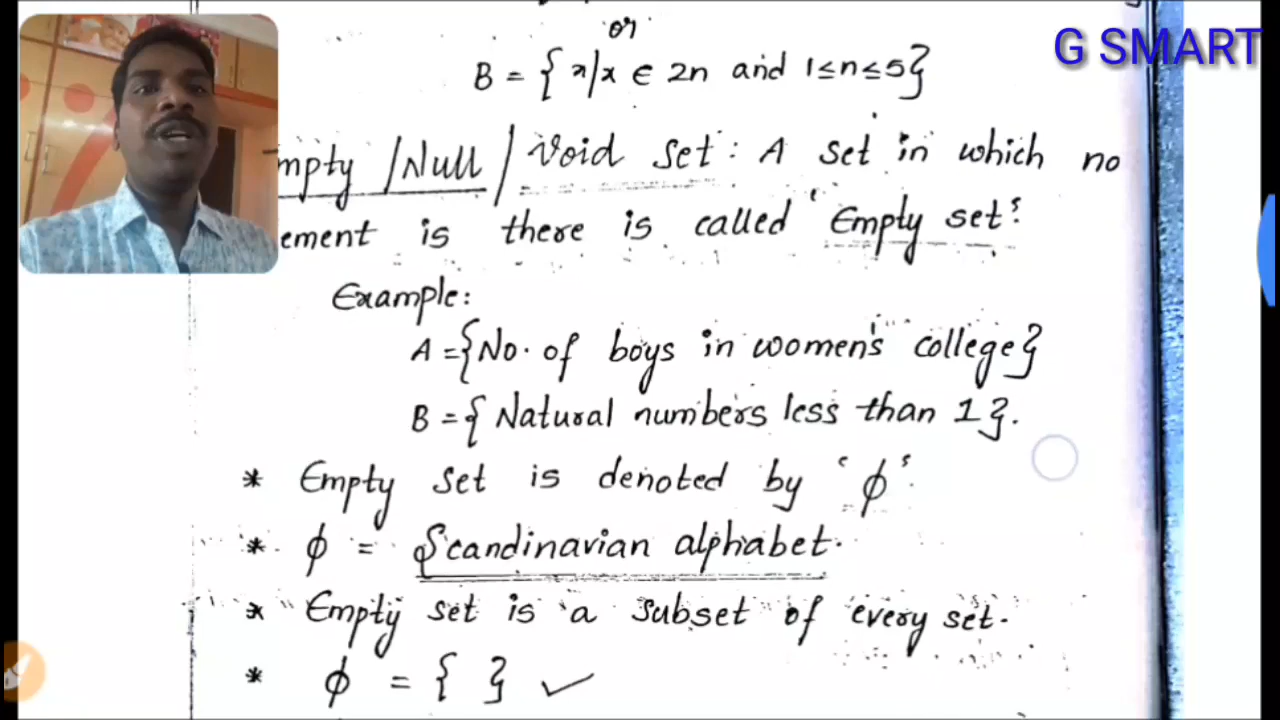 or
G SMART
B = { x/x ∈ 2n and 1≤n≤5}
mpty /Null/Void set: A set in which no
ement is there is called 'Empty set'.
Example:
A = {No. of boys in women's college}
B = { Natural numbers less than 1}.
* Empty set is denoted by 'ϕ'.
* ϕ = Scandinavian alphabet.
* Empty set is a subset of every set.
* ϕ = { } ✓